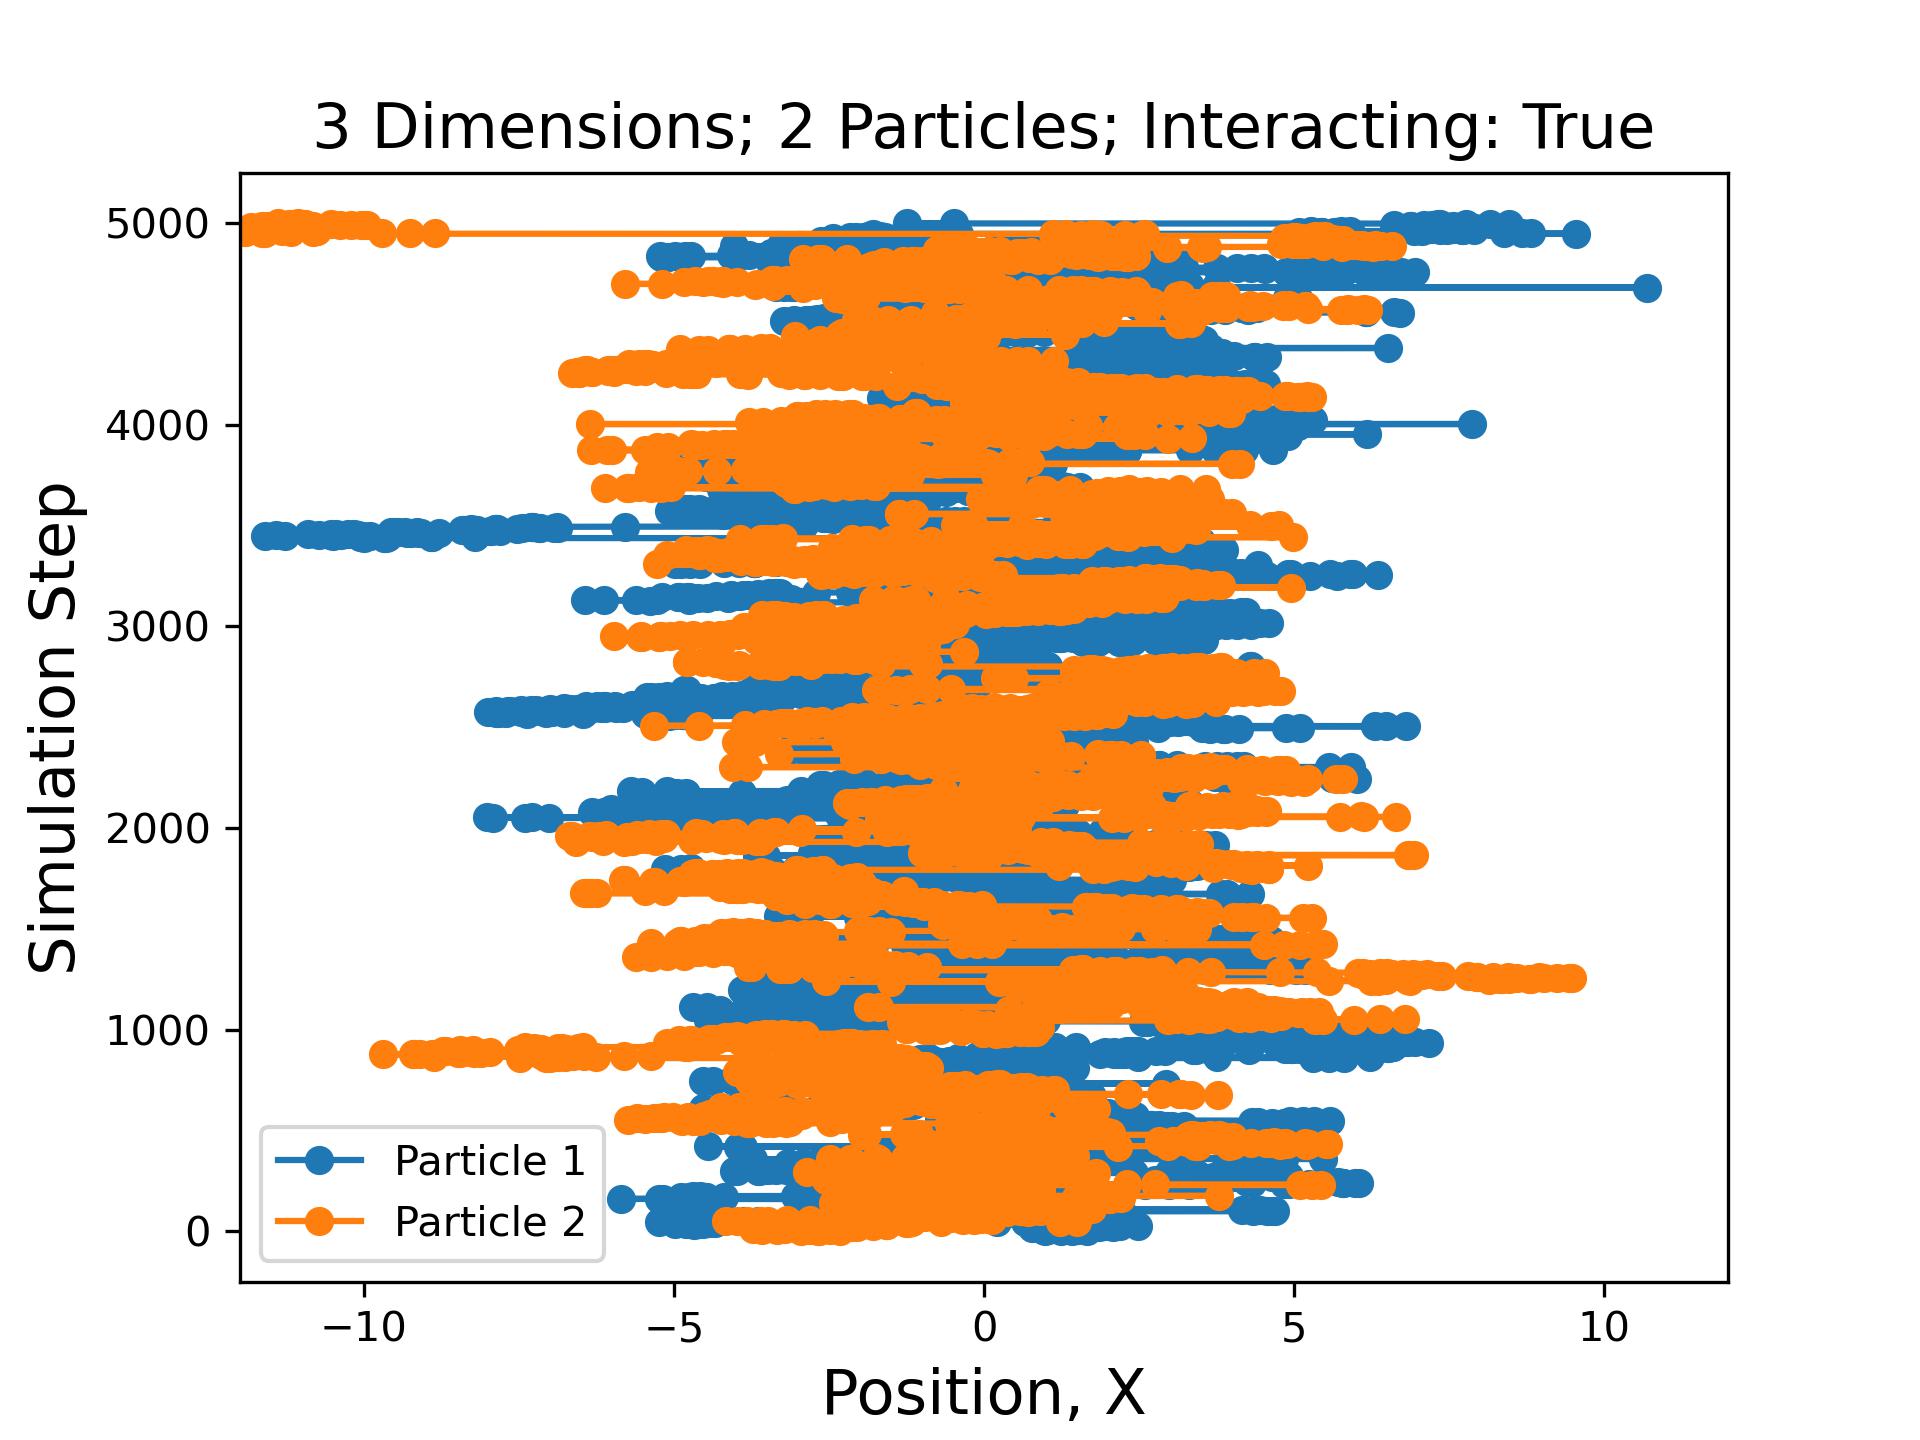 3 Dimensions; 2 Particles; Interacting: True
Simulation Step
5000
4000
3000
2000
1000
0
Particle 1
Particle 2
−10
−5
0
5
10
Position, X